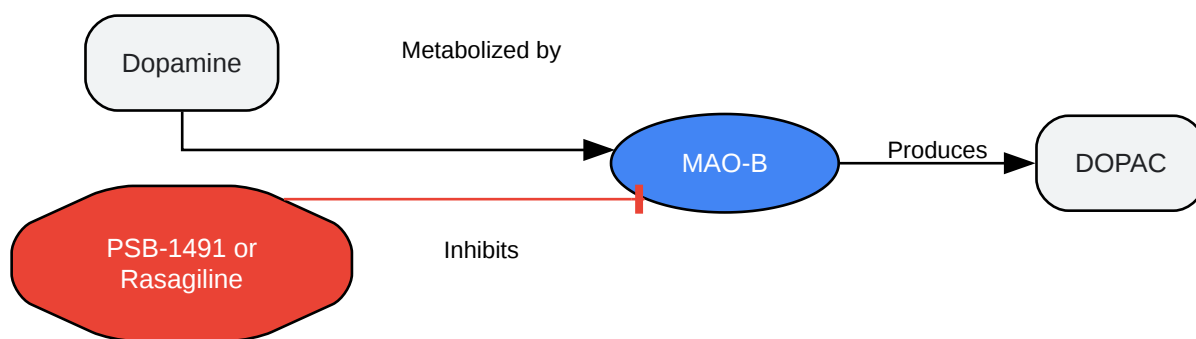 Dopamine
Metabolized by
MAO-B
Produces
DOPAC
PSB-1491 or
Rasagiline
Inhibits